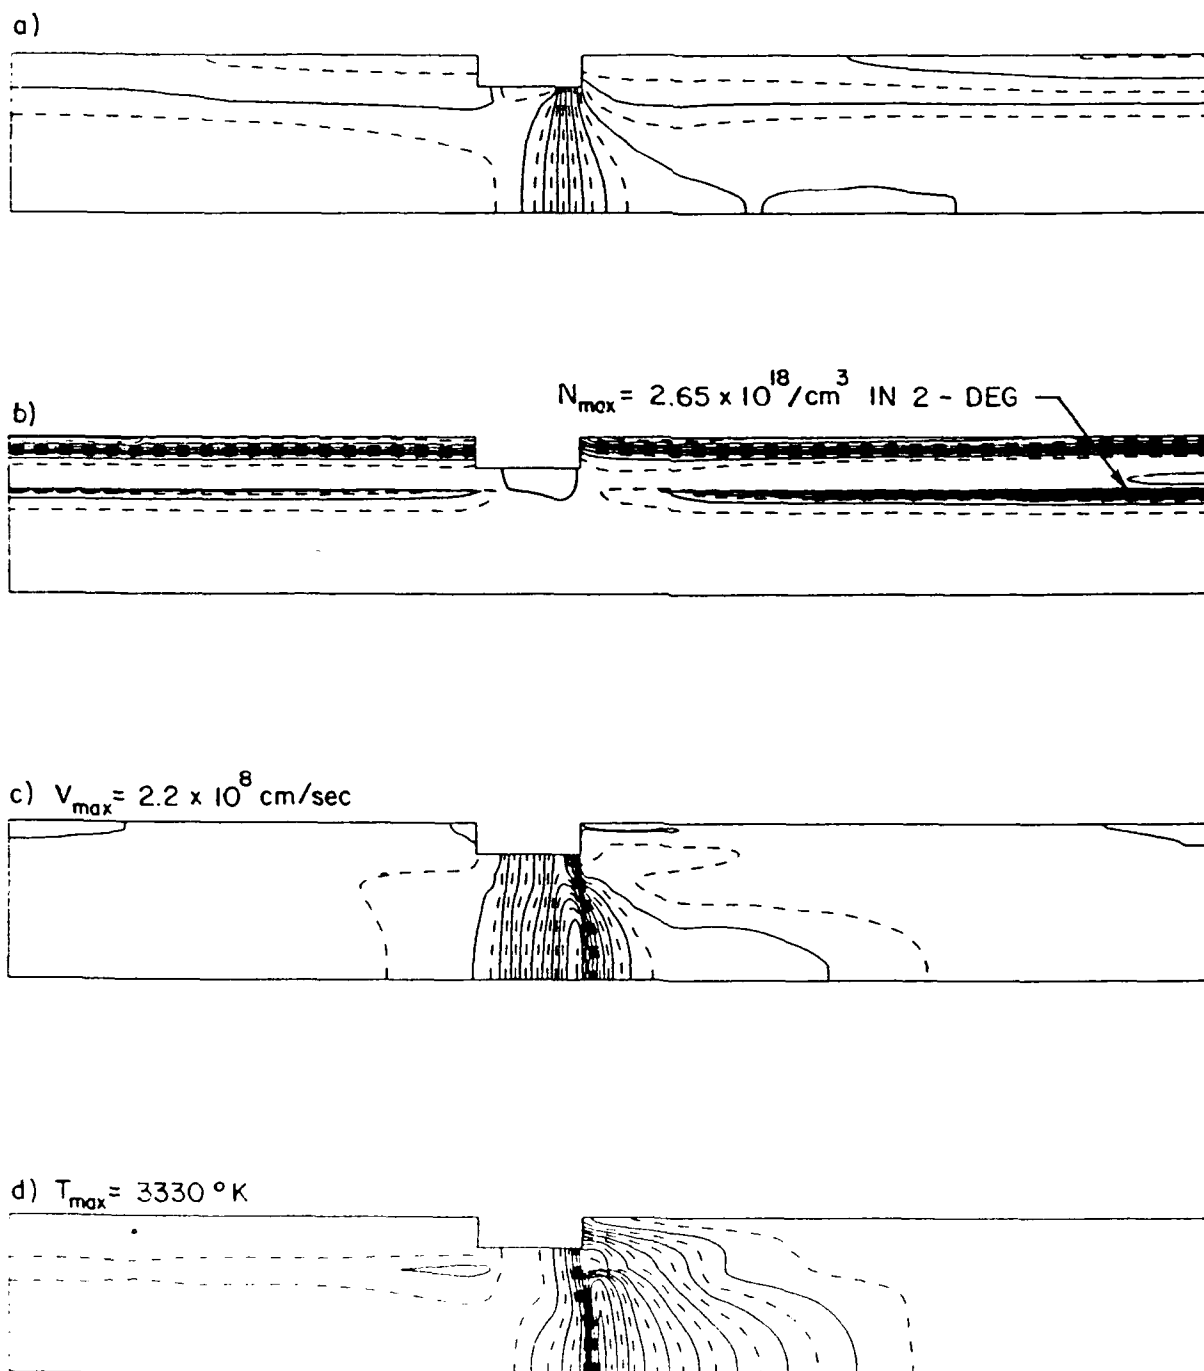 a)
b)
N_max = 2.65 x 10^18/cm^3 IN 2 - DEG
c) V_max = 2.2 x 10^8 cm/sec
d) T_max = 3330 °K